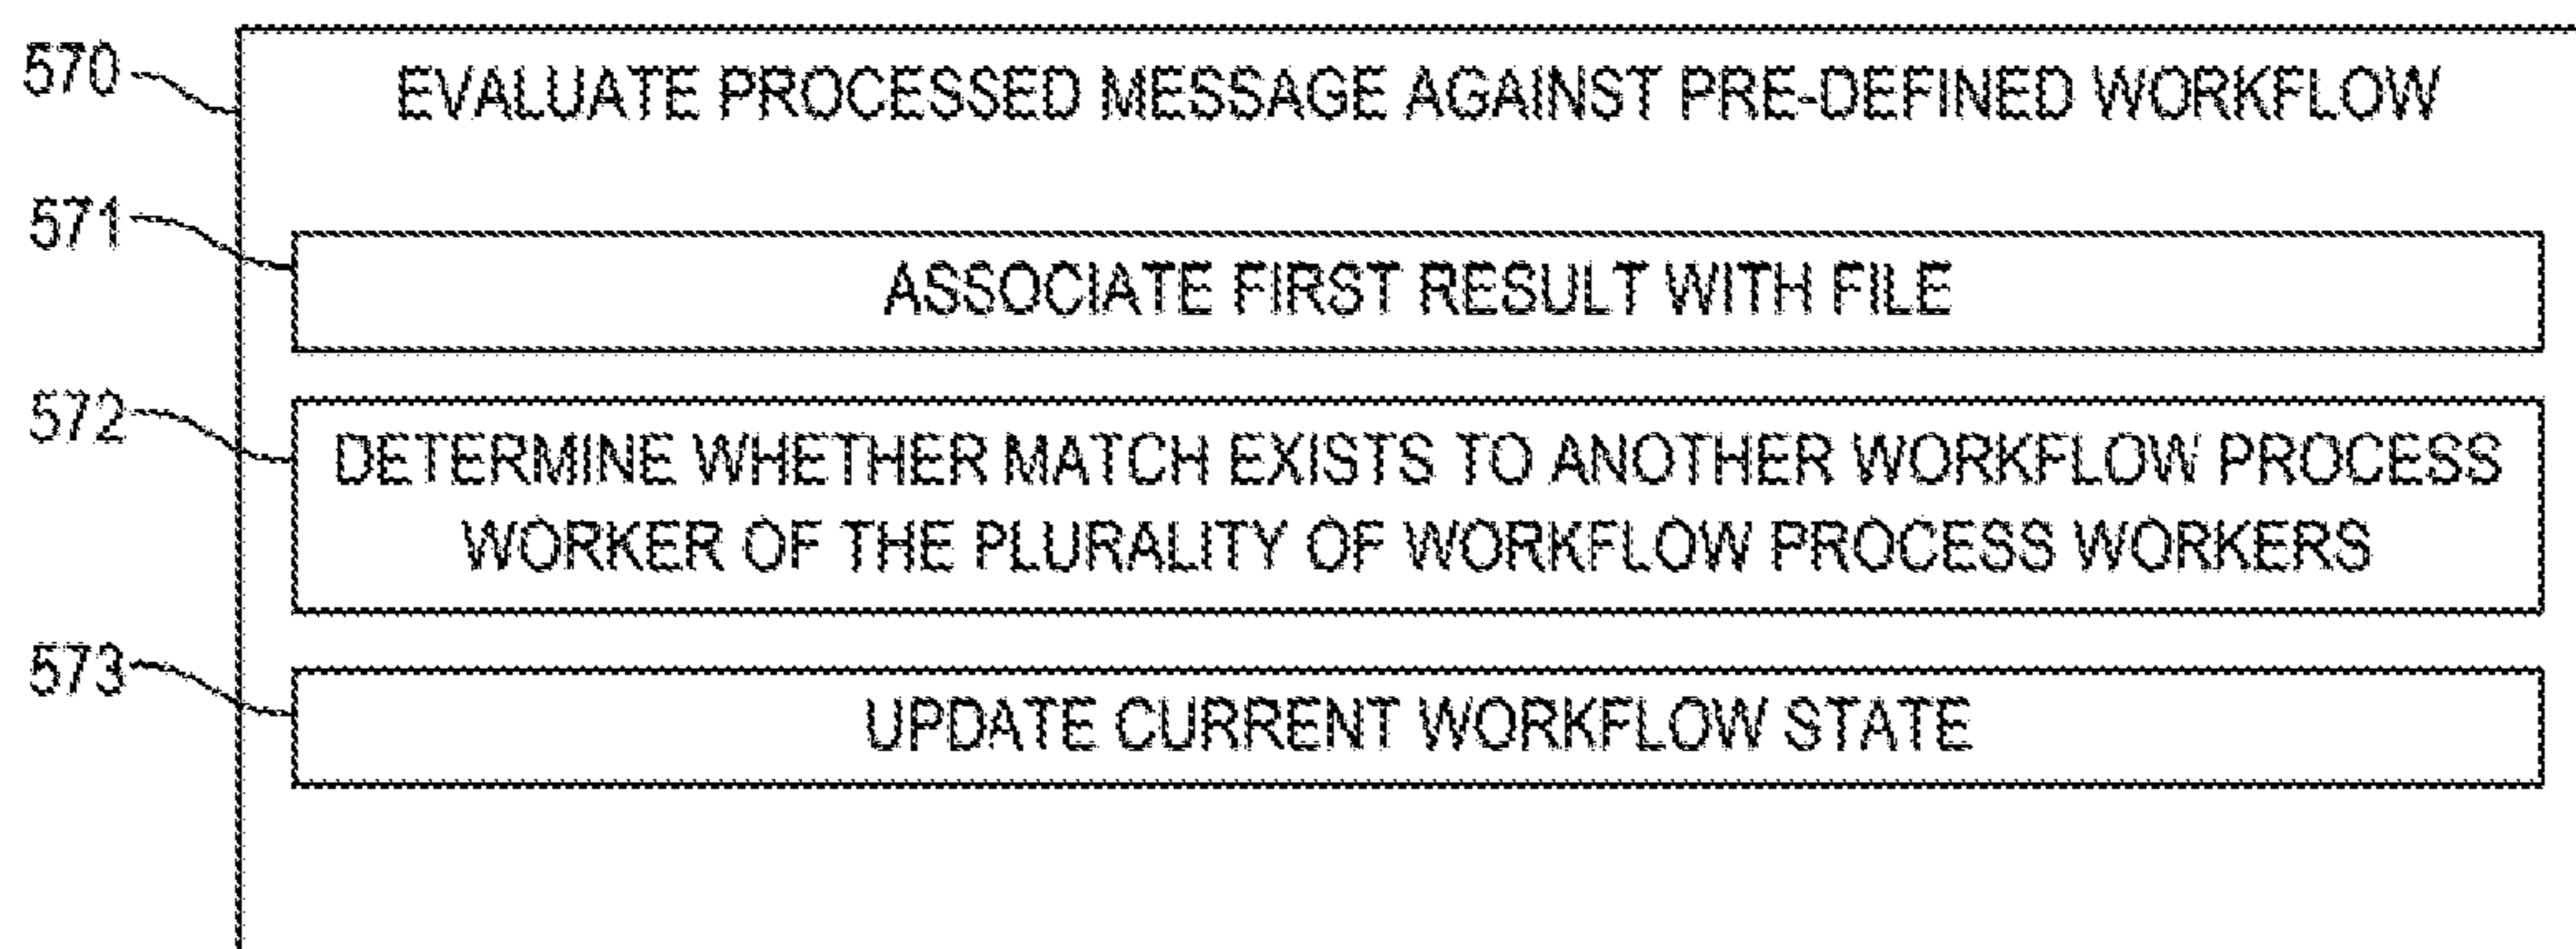 570
EVALUATE PROCESSED MESSAGE AGAINST PRE-DEFINED WORKFLOW
571
ASSOCIATE FIRST RESULT WITH FILE
572
DETERMINE WHETHER MATCH EXISTS TO ANOTHER WORKFLOW PROCESS
WORKER OF THE PLURALITY OF WORKFLOW PROCESS WORKERS
573
UPDATE CURRENT WORKFLOW STATE